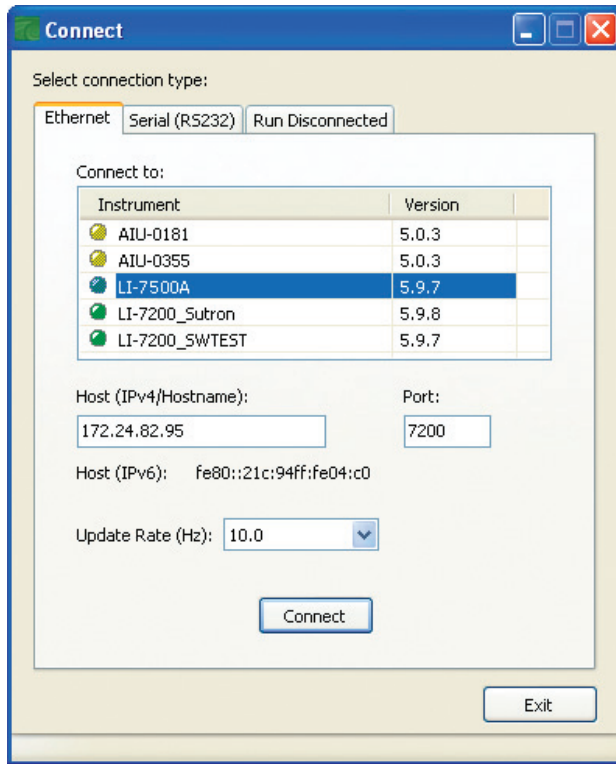 Connect
Select connection type:
Ethernet Serial (RS232) Run Disconnected
Connect to:
Instrument Version
AIU-0181 5.0.3
AIU-0355 5.0.3
LI-7500A 5.9.7
LI-7200_Sutron 5.9.8
LI-7200_SWTEST 5.9.7
Host (IPv4/Hostname): Port:
172.24.82.95 7200
Host (IPv6): fe80::21c:94ff:fe04:c0
Update Rate (Hz): 10.0
Connect
Exit